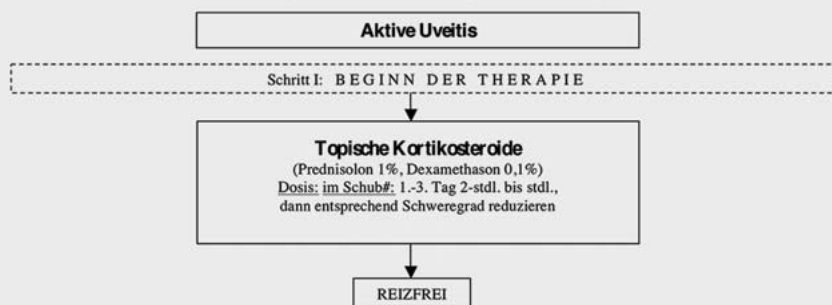 Aktive Uveitis
Schritt I: BEGINN DER THERAPIE
Topische Kortikosteroide
(Prednisolon 1%, Dexamethason 0,1%)
Dosis: im Schub#: 1.-3. Tag 2-stdl. bis stdl.,
dann entsprechend Schweregrad reduzieren
REIZFREI